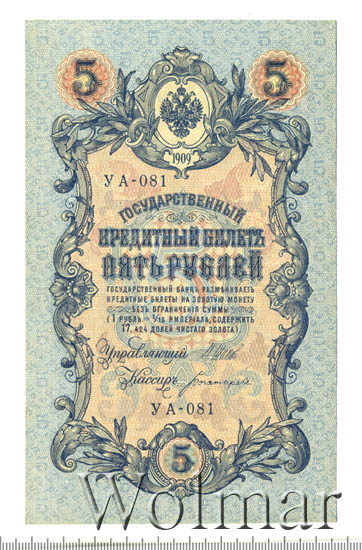 5 5
1909
УА-081
ГОСУДАРСТВЕННЫЙ
КРЕДИТНЫЙ БИЛЕТЪ
ПЯТЬ РУБЛЕЙ
ГОСУДАРСТВЕННЫЙ БАНКЪ РАЗМѢНИВАЕТЪ
КРЕДИТНЫЕ БИЛЕТЫ НА ЗОЛОТУЮ МОНЕТУ
БЕЗЪ ОГРАНИЧЕНІЯ СУММЫ
(1 РУБЛЬ = 1/15 ИМПЕРІАЛА, СОДЕРЖИТЪ
17,424 ДОЛЕЙ ЧИСТАГО ЗОЛОТА)
Управляющій
Кассиръ
УА-081
5
Wolmar